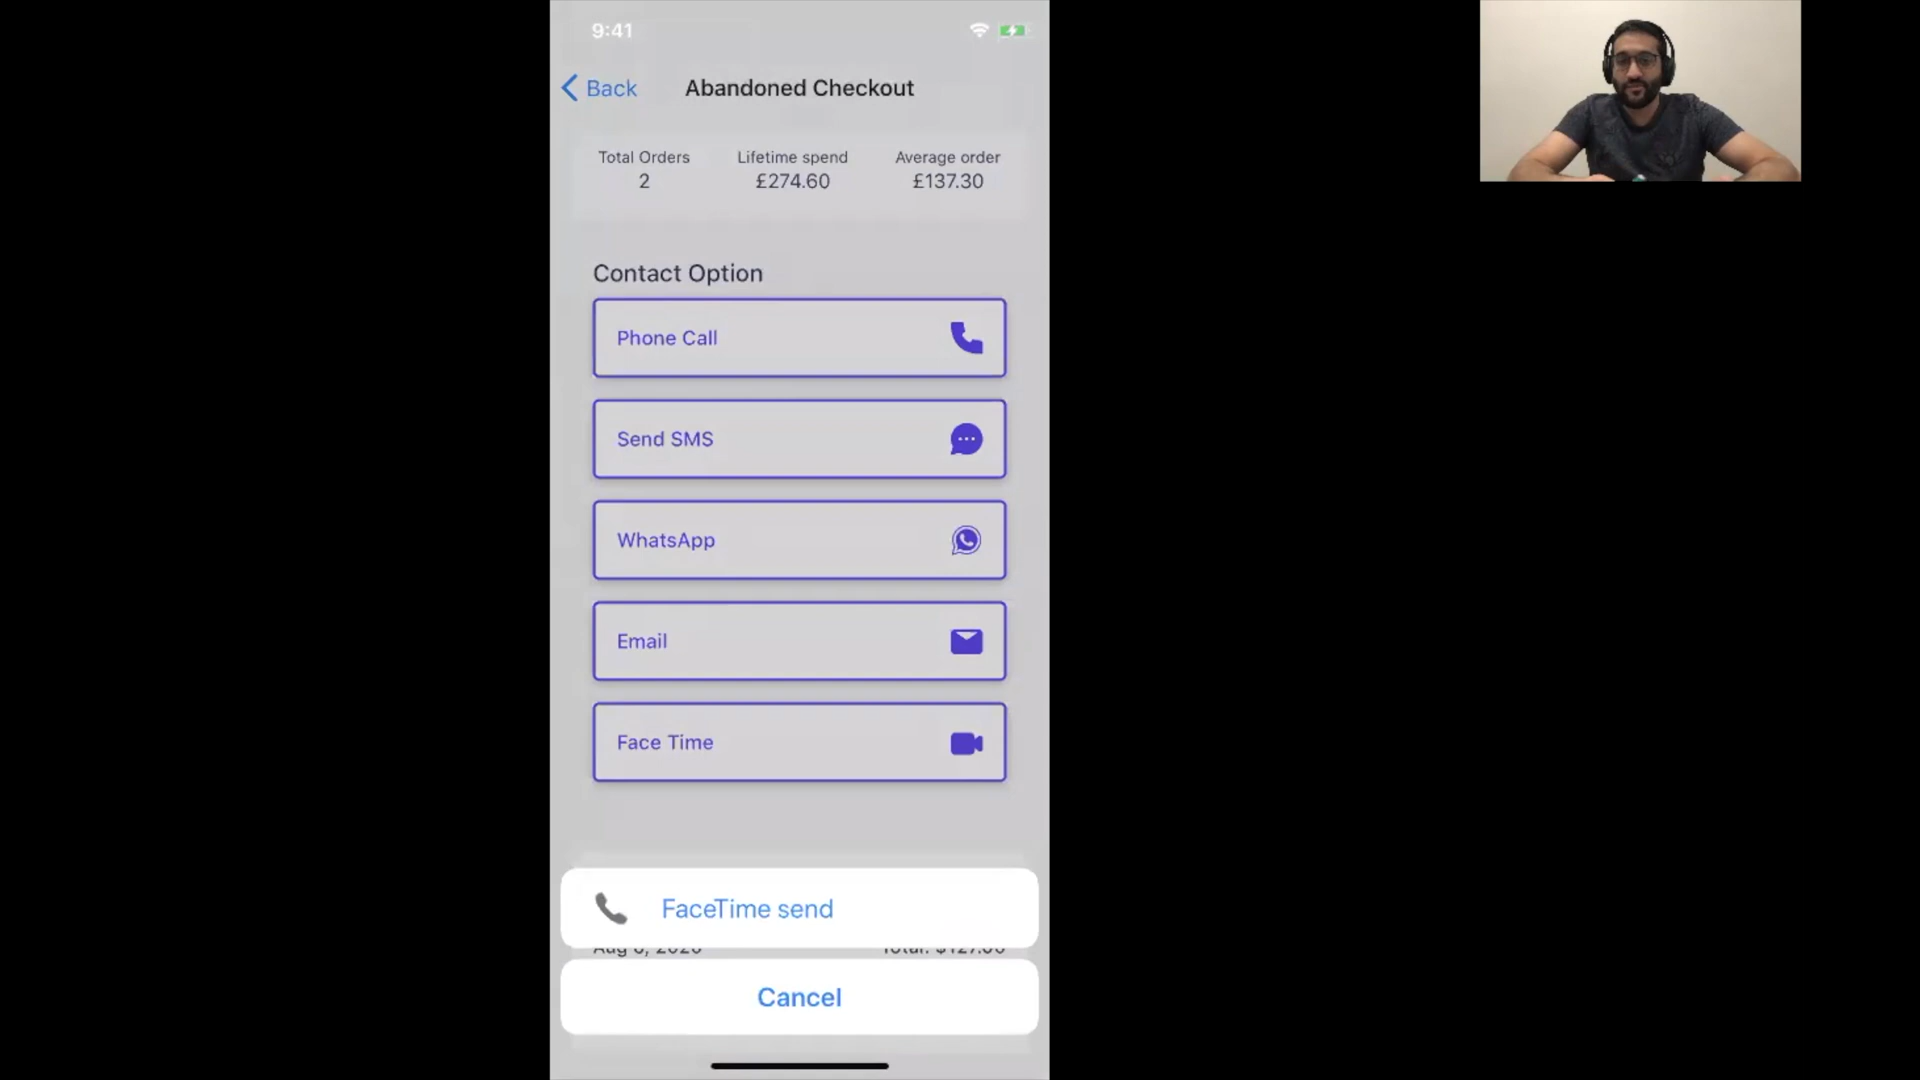 9:41
Back
Abandoned Checkout
Total Orders Lifetime spend Average order
2 £274.60 £137.30
Contact Option
Phone Call
Send SMS
WhatsApp
Email
Face Time
FaceTime send
Cancel